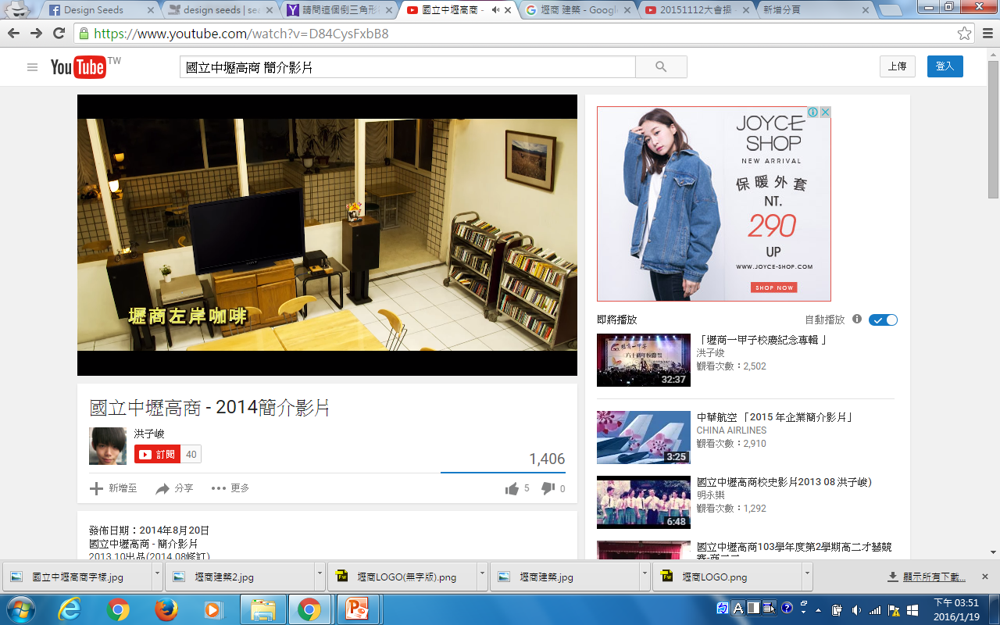 Design Seeds
design seeds | sea
請問這個倒三角形符
國立中壢高商 -
壢商 建築 - Google
20151112大會操 -
新增分頁
https://www.youtube.com/watch?v=D84CysFxbB8
YouTube TW
國立中壢高商 簡介影片
上傳
登入
壢商左岸咖啡
JOYCE
SHOP
NEW ARRIVAL
保暖外套
NT.
290
UP
WWW.JOYCE-SHOP.COM
SHOP NOW
國立中壢高商 - 2014簡介影片
洪子峻
訂閱 40
1,406
新增至 分享 更多 5 0
發佈日期：2014年8月20日
國立中壢高商 - 簡介影片
2013.10出品(2014.08修訂)
即將播放 自動播放
「壢商一甲子校慶紀念專輯 」
洪子峻
觀看次數：2,502
32:37
中華航空 「2015 年企業簡介影片」
CHINA AIRLINES
觀看次數：2,910
3:25
國立中壢高商校史影片2013 08 洪子峻)
明永樂
觀看次數：1,292
6:48
國立中壢高商103學年度第2學期高二才藝競
國立中壢高商字樣.jpg
壢商建築2.jpg
壢商LOGO(無字版).png
壢商建築.jpg
壢商LOGO.png
顯示所有下載...
下午 03:51
2016/1/19